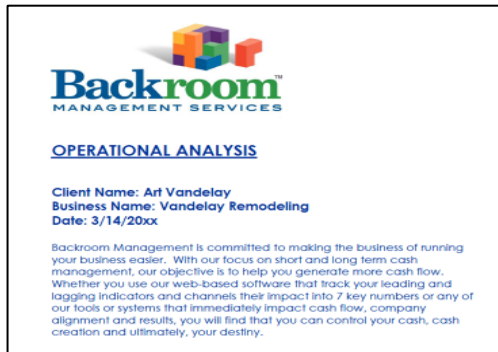 Backroom™
MANAGEMENT SERVICES
OPERATIONAL ANALYSIS
Client Name: Art Vandelay
Business Name: Vandelay Remodeling
Date: 3/14/20xx
Backroom Management is committed to making the business of running
your business easier. With our focus on short and long term cash
management, our objective is to help you generate more cash flow.
Whether you use our web-based software that track your leading and
lagging indicators and channels their impact into 7 key numbers or any of
our tools or systems that immediately impact cash flow, company
alignment and results, you will find that you can control your cash, cash
creation and ultimately, your destiny.